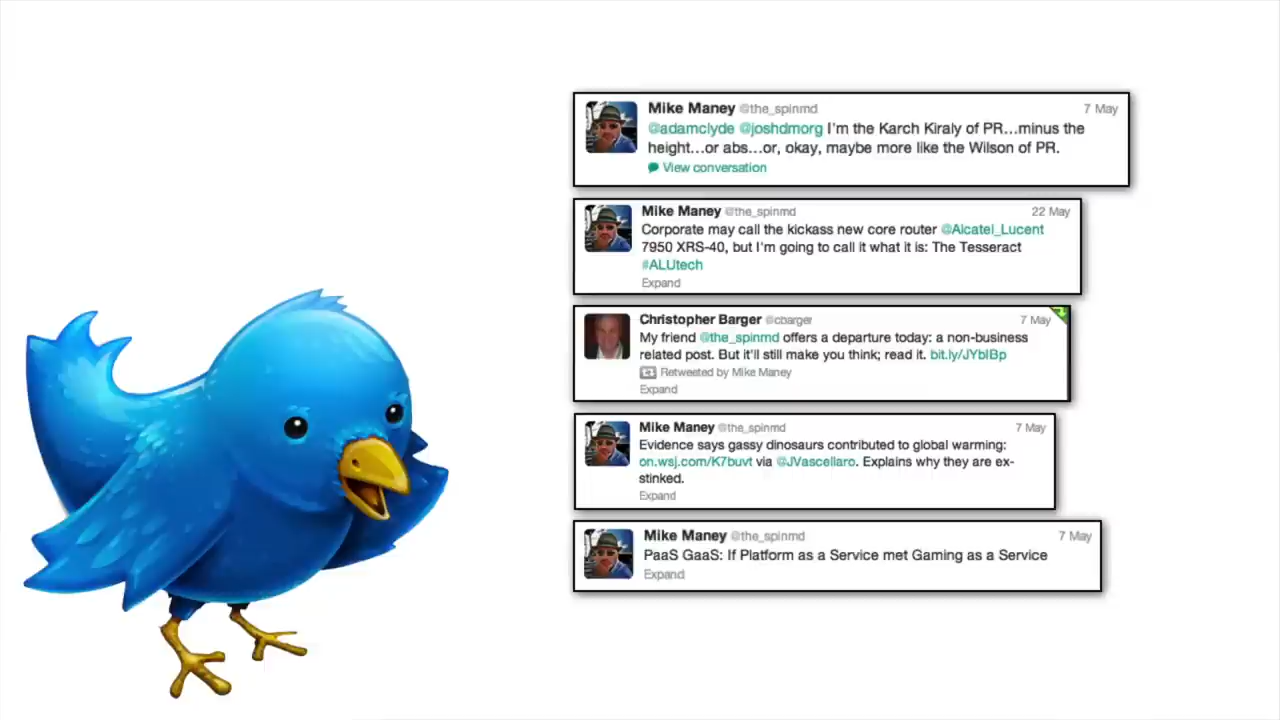 Mike Maney @the_spinmd 7 May
@adamclyde @joshdmorg I'm the Karch Kiraly of PR...minus the
height...or abs...or, okay, maybe more like the Wilson of PR.
View conversation
Mike Maney @the_spinmd 22 May
Corporate may call the kickass new core router @Alcatel_Lucent
7950 XRS-40, but I'm going to call it what it is: The Tesseract
#ALUtech
Expand
Christopher Barger @cbarger 7 May
My friend @the_spinmd offers a departure today: a non-business
related post. But it'll still make you think; read it. bit.ly/JYbIBp
Retweeted by Mike Maney
Expand
Mike Maney @the_spinmd 7 May
Evidence says gassy dinosaurs contributed to global warming:
on.wsj.com/K7buvt via @JVascellaro. Explains why they are ex-
stinked.
Expand
Mike Maney @the_spinmd 7 May
PaaS GaaS: If Platform as a Service met Gaming as a Service
Expand